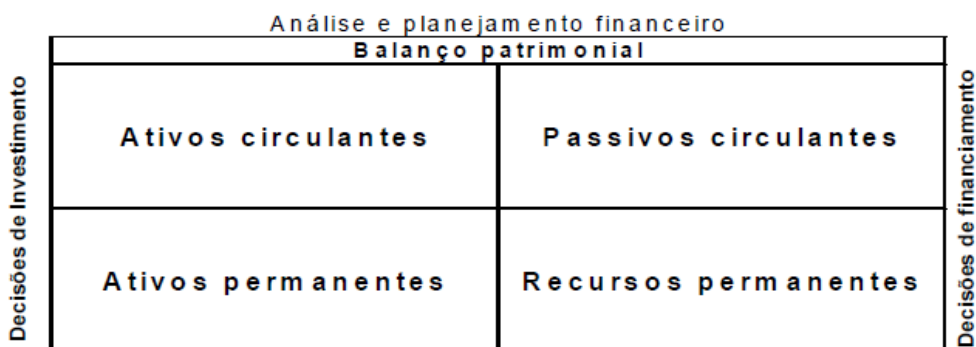 Análise e planejamento financeiro
Balanço patrimonial
Decisões de Investimento
Ativos circulantes
Passivos circulantes
Ativos permanentes
Recursos permanentes
Decisões de financiamento